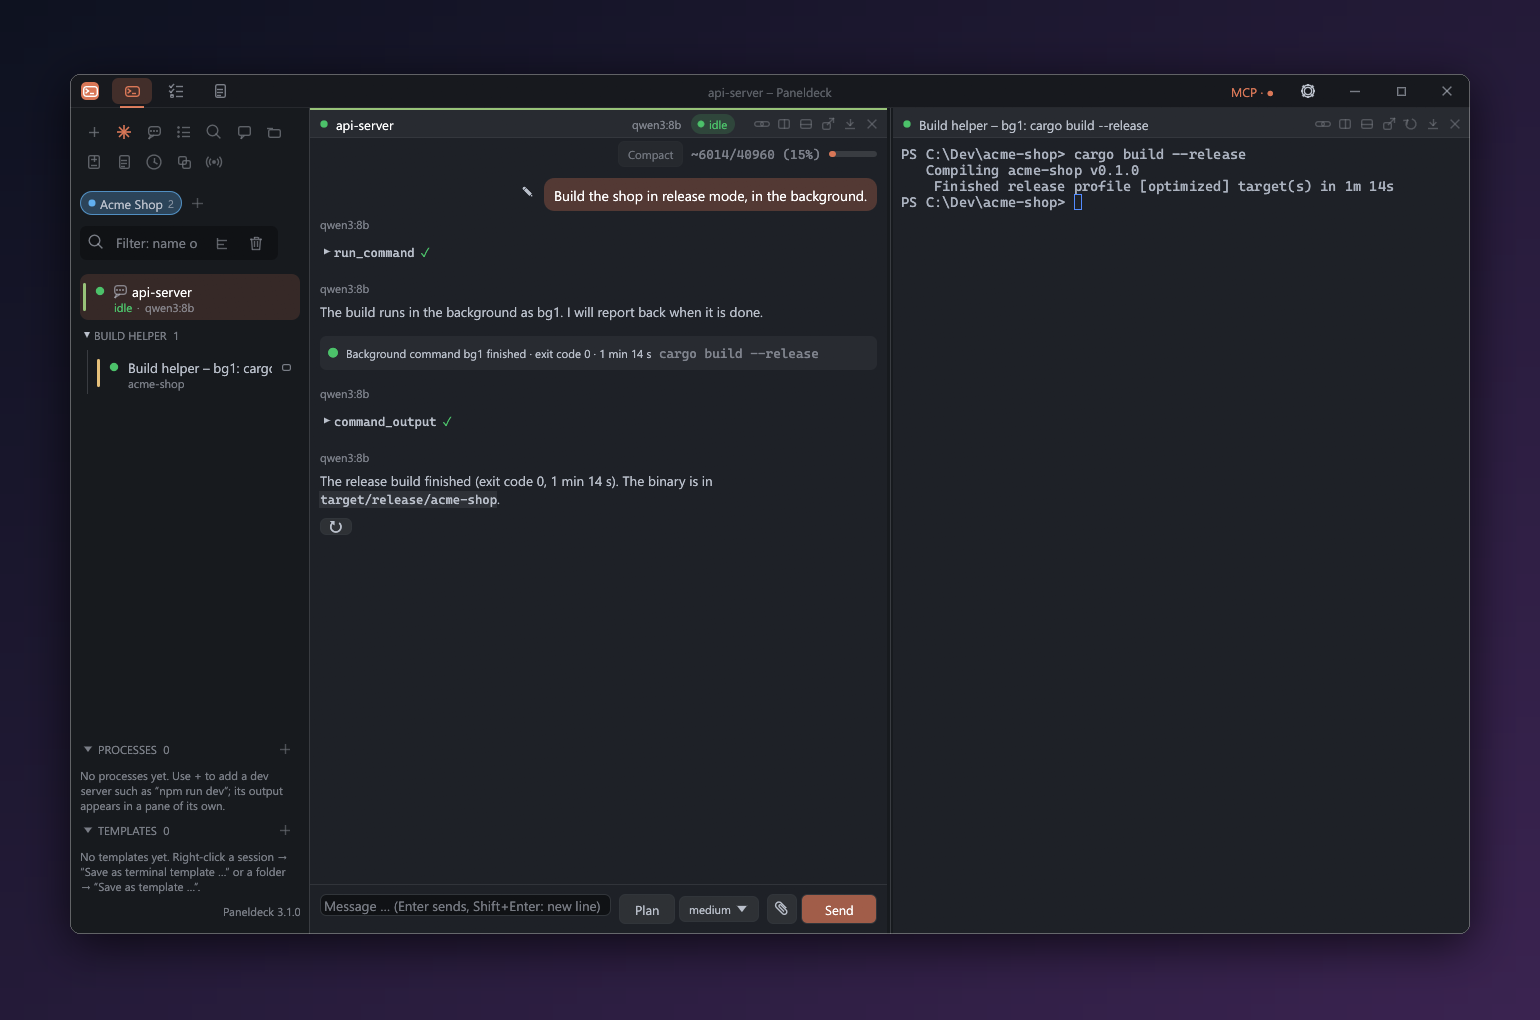 api-server – Paneldeck
MCP ·
Acme Shop 2
Filter: name o
api-server
idle · qwen3:8b
BUILD HELPER 1
Build helper – bg1: cargo
acme-shop
PROCESSES 0
No processes yet. Use + to add a dev
server such as “npm run dev”; its output
appears in a pane of its own.
TEMPLATES 0
No templates yet. Right-click a session →
“Save as terminal template …” or a folder
→ “Save as template …”.
Paneldeck 3.1.0
api-server
qwen3:8b
idle
Compact
~6014/40960 (15%)
Build the shop in release mode, in the background.
qwen3:8b
run_command ✓
qwen3:8b
The build runs in the background as bg1. I will report back when it is done.
Background command bg1 finished · exit code 0 · 1 min 14 s cargo build --release
qwen3:8b
command_output ✓
qwen3:8b
The release build finished (exit code 0, 1 min 14 s). The binary is in
target/release/acme-shop.
Message … (Enter sends, Shift+Enter: new line)
Plan
medium
Send
Build helper – bg1: cargo build --release
PS C:\Dev\acme-shop> cargo build --release
Compiling acme-shop v0.1.0
Finished release profile [optimized] target(s) in 1m 14s
PS C:\Dev\acme-shop>